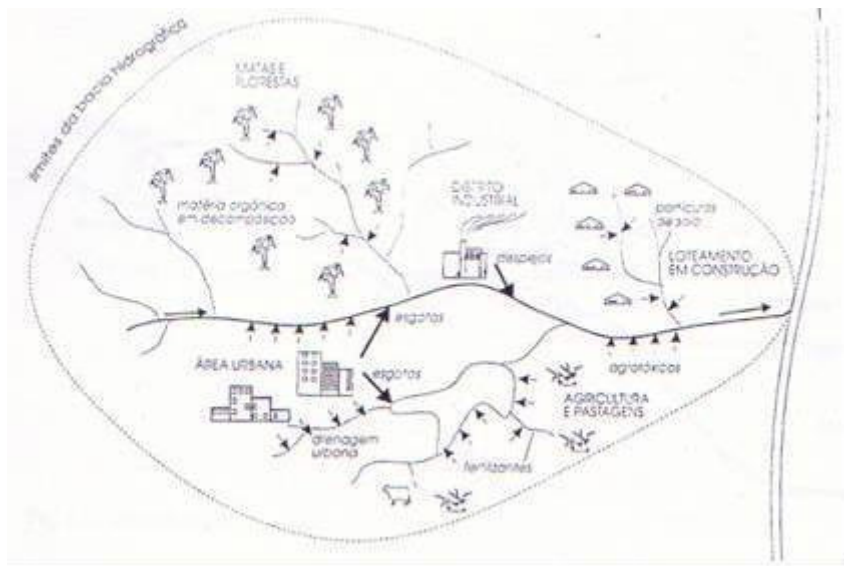 limites da bacia hidrográfica
MATAS E
FLORESTAS
matéria orgânica
em decomposição
DISTRITO
INDUSTRIAL
despejos
partículas
de solo
LOTEAMENTO
EM CONSTRUÇÃO
esgotos
ÁREA URBANA
esgotos
agrotóxicos
AGRICULTURA
E PASTAGENS
drenagem
urbana
fertilizantes